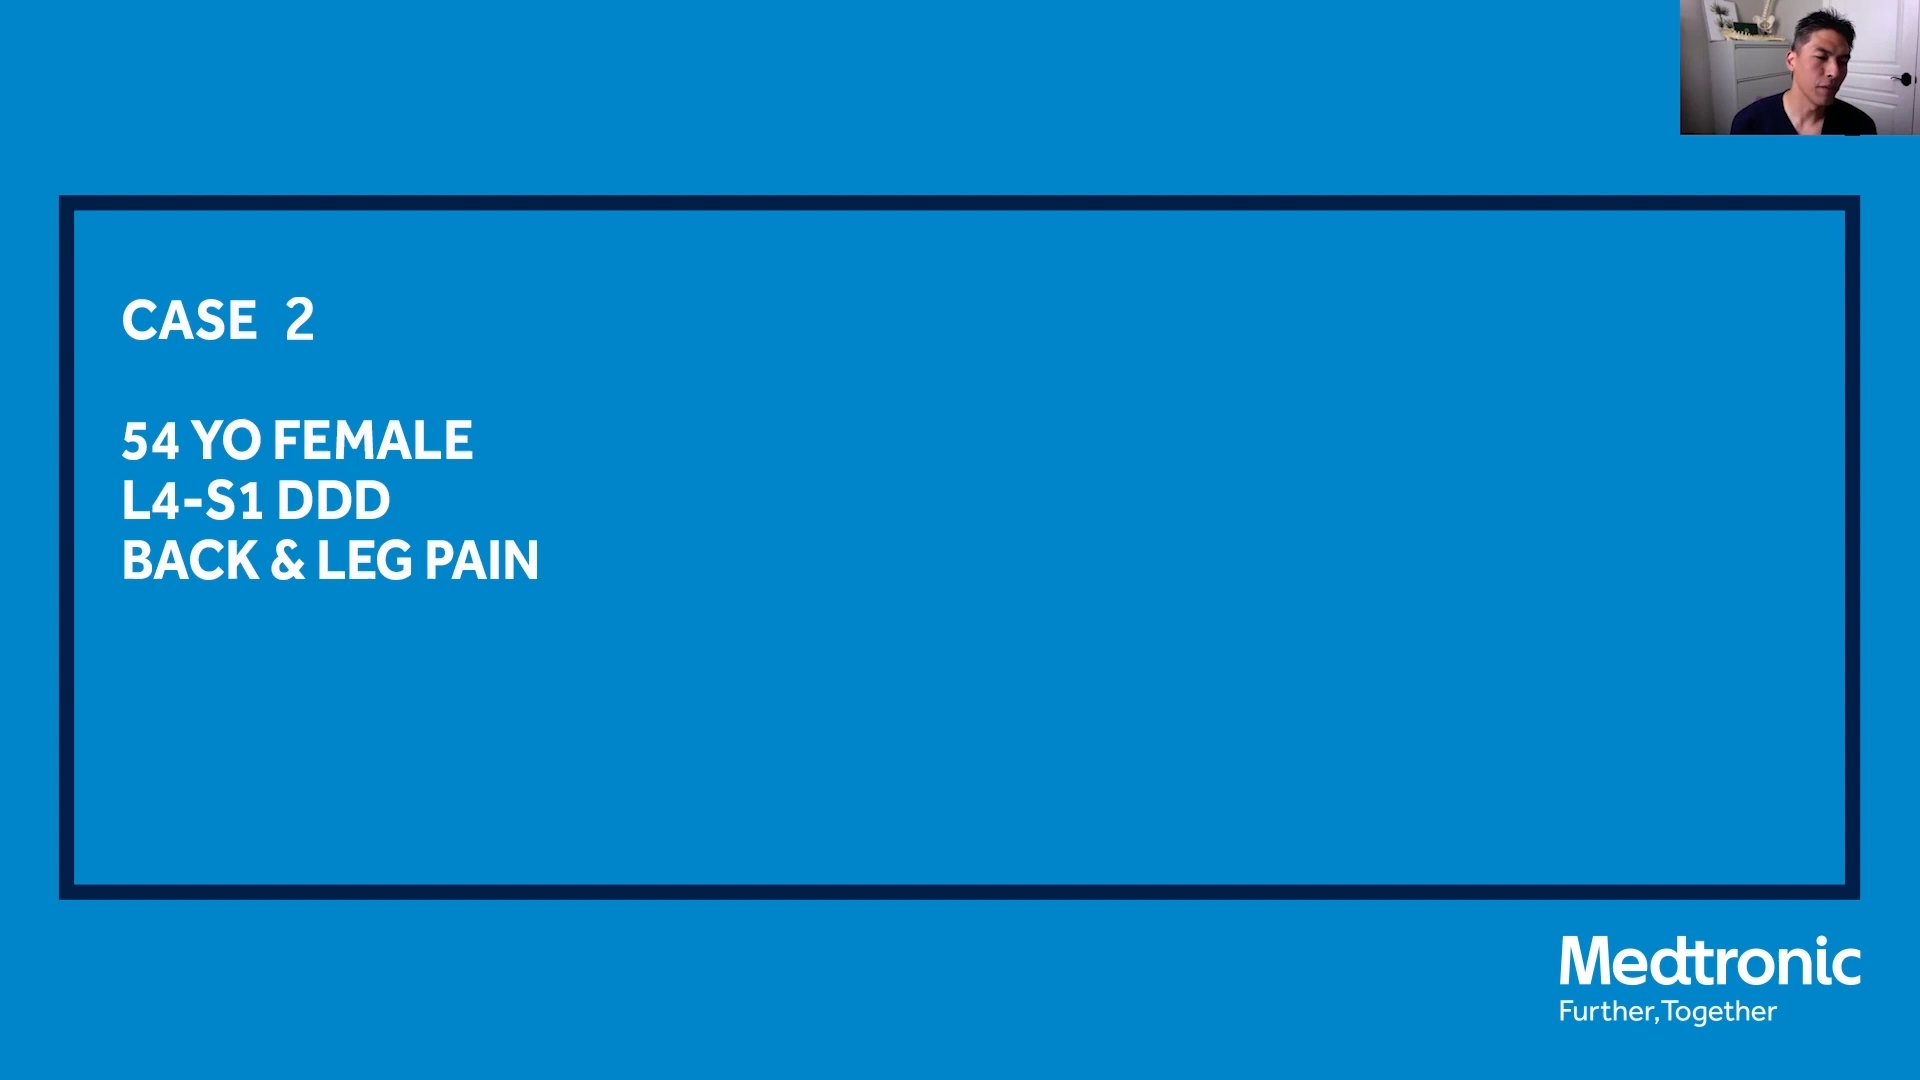 CASE 2
54 YO FEMALE
L4-S1 DDD
BACK & LEG PAIN
Medtronic
Further, Together